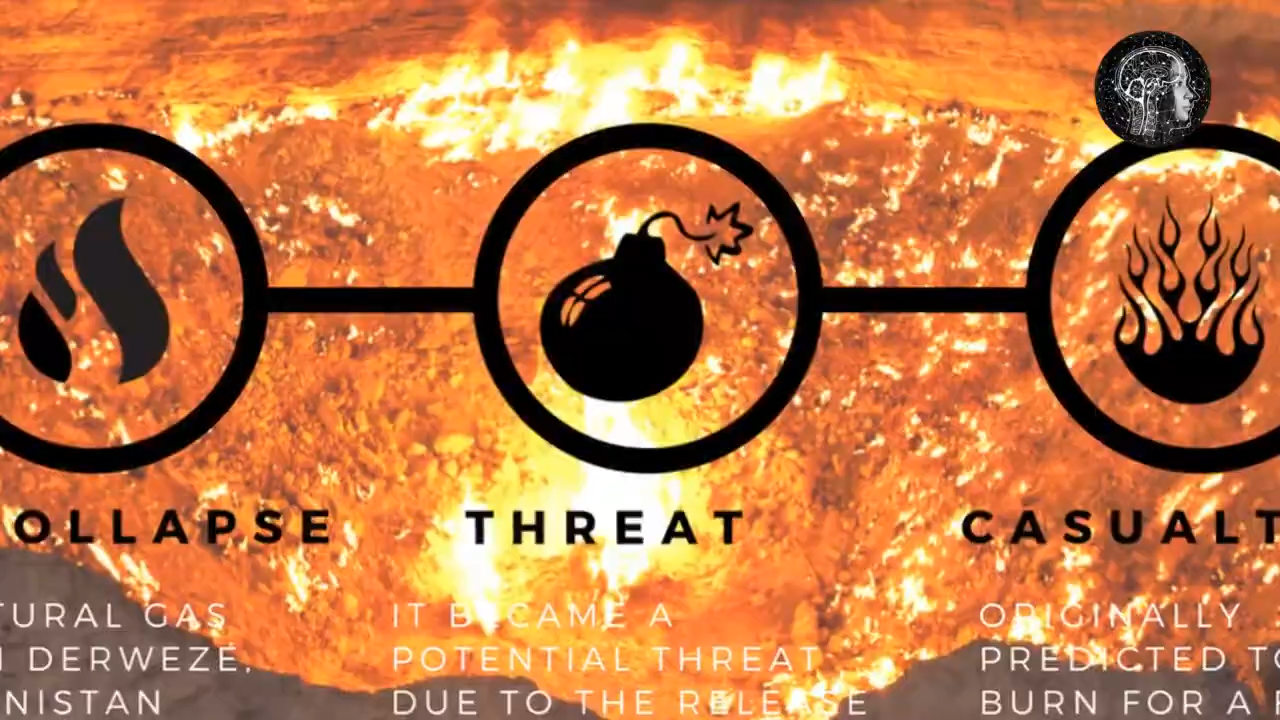 OLLAPSE
TURAL GAS
DERWEZE,
NISTAN
THREAT
IT BECAME A
POTENTIAL THREAT
DUE TO THE RELEASE
CASUALT
ORIGINALLY
PREDICTED TO
BURN FOR A